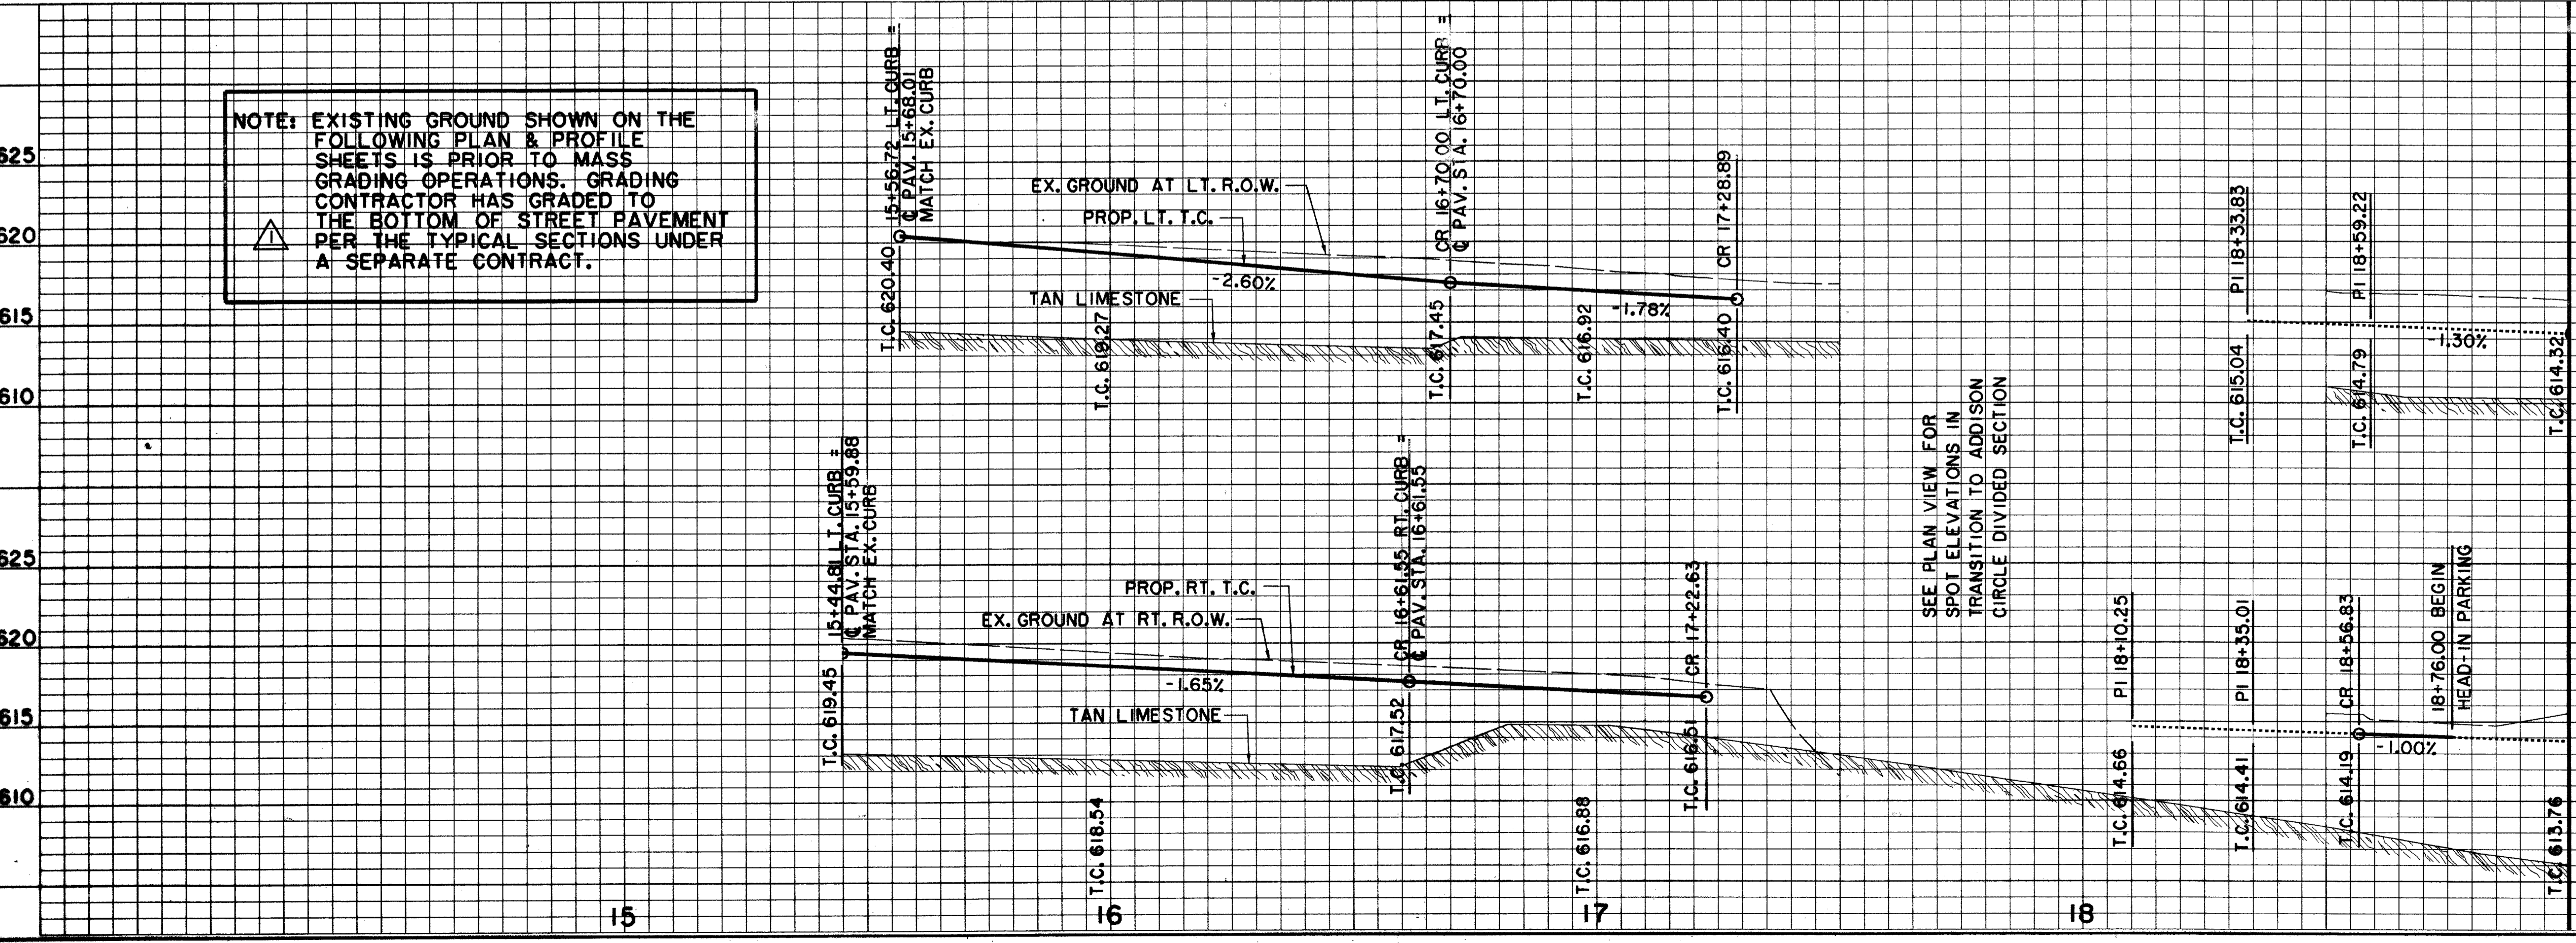 NOTE: EXISTING GROUND SHOWN ON THE
FOLLOWING PLAN & PROFILE
SHEETS IS PRIOR TO MASS
GRADING OPERATIONS. GRADING
CONTRACTOR HAS GRADED TO
THE BOTTOM OF STREET PAVEMENT
PER THE TYPICAL SECTIONS UNDER
A SEPARATE CONTRACT.
1
625
620
615
610
15+56.72 LT. CURB =
℄ PAV. 15+68.01
MATCH EX. CURB
T.C. 620.40
EX. GROUND AT LT. R.O.W.
PROP. LT. T.C.
-2.60%
TAN LIMESTONE
T.C. 619.27
CR 16+70.00 LT. CURB =
℄ PAV. STA. 16+70.00
T.C. 617.45
T.C. 616.92
-1.78%
CR 17+28.89
T.C. 616.40
PI 18+33.83
T.C. 615.04
PI 18+59.22
T.C. 614.79
-1.30%
T.C. 614.32
SEE PLAN VIEW FOR
SPOT ELEVATIONS IN
TRANSITION TO ADDISON
CIRCLE DIVIDED SECTION
625
620
615
610
15+44.81 LT. CURB =
℄ PAV. STA. 15+59.88
MATCH EX. CURB
T.C. 619.45
PROP. RT. T.C.
EX. GROUND AT RT. R.O.W.
-1.65%
TAN LIMESTONE
T.C. 618.54
CR 16+61.55 RT. CURB =
℄ PAV. STA. 16+61.55
T.C. 617.52
T.C. 616.88
CR 17+22.63
T.C. 616.51
PI 18+10.25
T.C. 614.66
PI 18+35.01
T.C. 614.41
CR 18+56.83
T.C. 614.19
18+76.00 BEGIN
HEAD-IN PARKING
-1.00%
T.C. 613.76
15
16
17
18